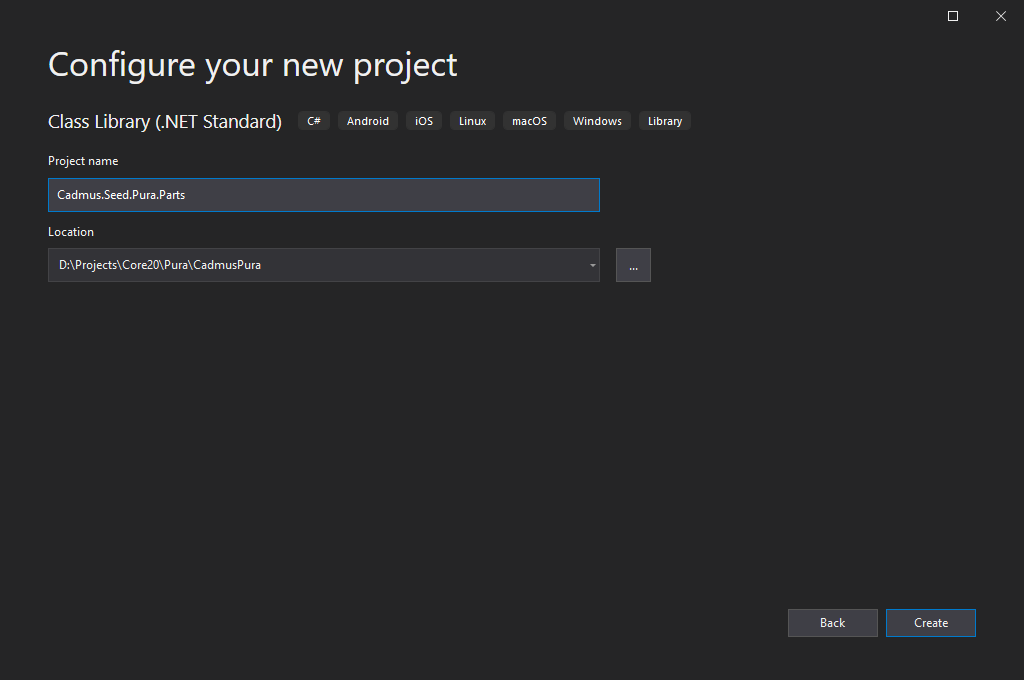 Configure your new project
Class Library (.NET Standard) C# Android iOS Linux macOS Windows Library
Project name
Cadmus.Seed.Pura.Parts
Location
D:\Projects\Core20\Pura\CadmusPura ...
Back Create